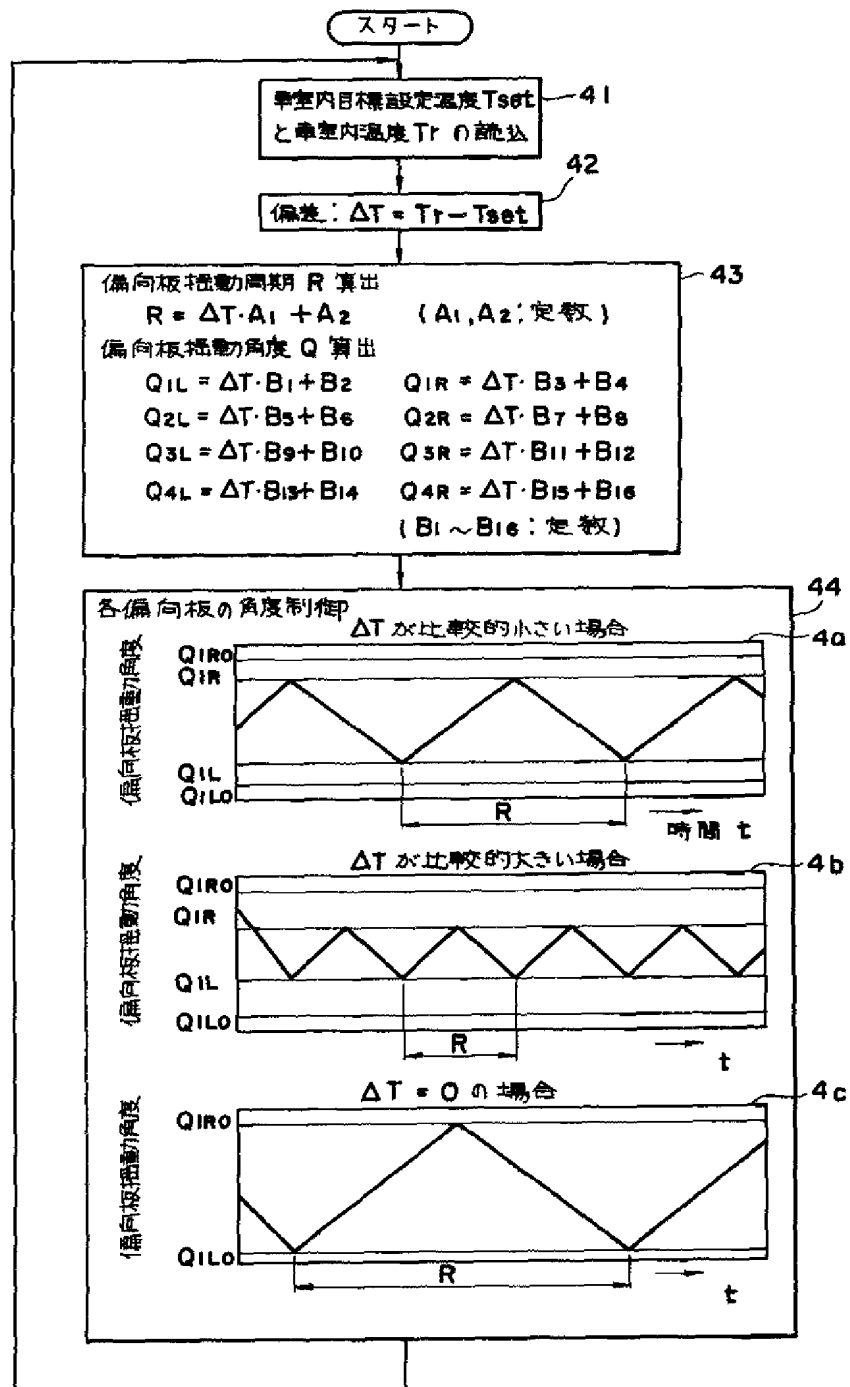 スタート
車室内目標設定温度Tset
と車室内温度Tr の読込
41
42
偏差:ΔT = Tr − Tset
43
偏向板揺動周期 R 算出
R = ΔT·A1 + A2 (A1, A2 ; 定数)
偏向板揺動角度 Q 算出
Q1L = ΔT·B1 + B2 Q1R = ΔT·B3 + B4
Q2L = ΔT·B5 + B6 Q2R = ΔT·B7 + B8
Q3L = ΔT·B9 + B10 Q3R = ΔT·B11 + B12
Q4L = ΔT·B13 + B14 Q4R = ΔT·B15 + B16
(B1 ~ B16 : 定数)
44
各偏向板の角度制御
ΔT が比較的小さい場合
4a
偏向板揺動角度
Q1RO
Q1R
Q1L
Q1LO
R
時間 t
ΔT が比較的大きい場合
4b
偏向板揺動角度
Q1RO
Q1R
Q1L
Q1LO
R
t
ΔT = 0 の場合
4c
偏向板揺動角度
Q1RO
Q1LO
R
t